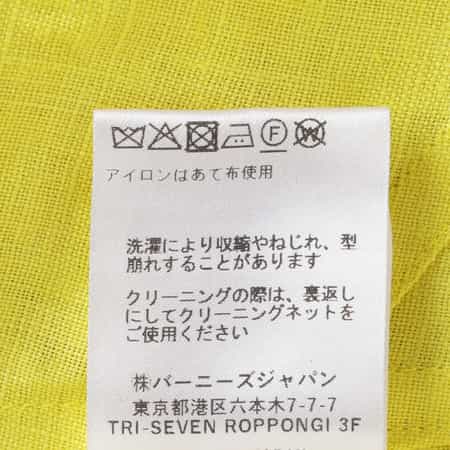 F
W
アイロンはあて布使用
洗濯により収縮やねじれ、型
崩れすることがあります
クリーニングの際は、裏返し
にしてクリーニングネットを
ご使用ください
㈱バーニーズジャパン
東京都港区六本木7-7-7
TRI-SEVEN ROPPONGI 3F